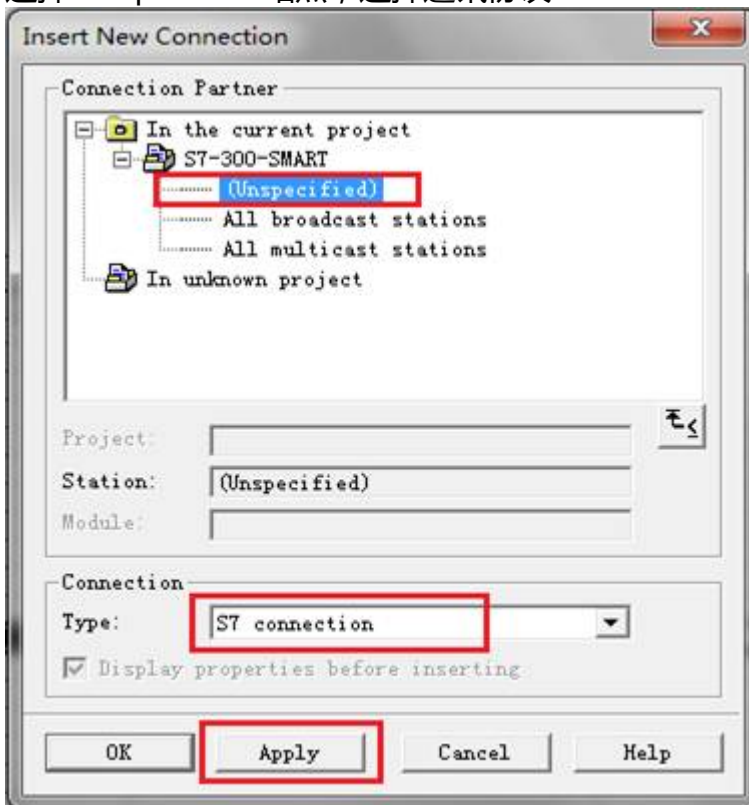 Insert New Connection
Connection Partner
In the current project
S7-300-SMART
(Unspecified)
All broadcast stations
All multicast stations
In unknown project
Project:
Station: (Unspecified)
Module:
Connection
Type: S7 connection
Display properties before inserting
OK Apply Cancel Help